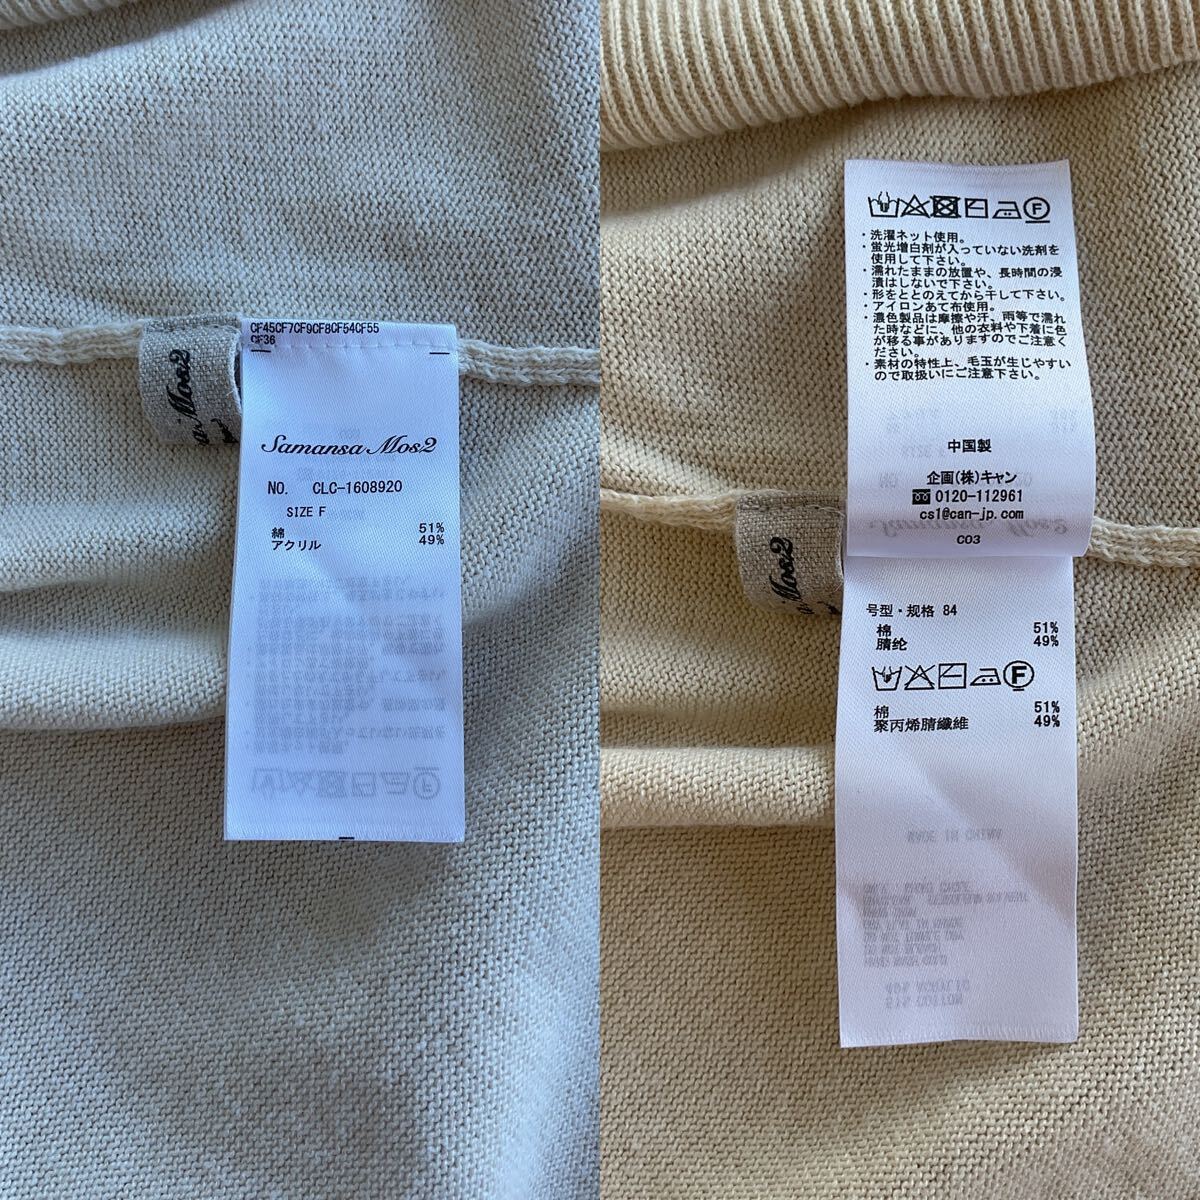 CF45CF7CF9CF8CF54CF55
CF36
Samansa Mos2
NO. CLC-1608920
SIZE F
綿 51%
アクリル 49%
Mos2
・洗濯ネット使用。
・蛍光増白剤が入っていない洗剤を
使用して下さい。
・濡れたままの放置や、長時間の浸
漬はしないで下さい。
・形をととのえてから干して下さい。
・アイロンあて布使用。
・濃色製品は摩擦や汗、雨等で濡れ
た時などに、他の衣料や下着に色
が移る事がありますのでご注意く
ださい。
・素材の特性上、毛玉が生じやすい
ので取扱いにご注意下さい。
中国製
企画(株)キャン
0120-112961
cs1@can-jp.com
C03
Mos2
号型・规格 84
棉 51%
腈纶 49%
棉 51%
聚丙烯腈纖維 49%